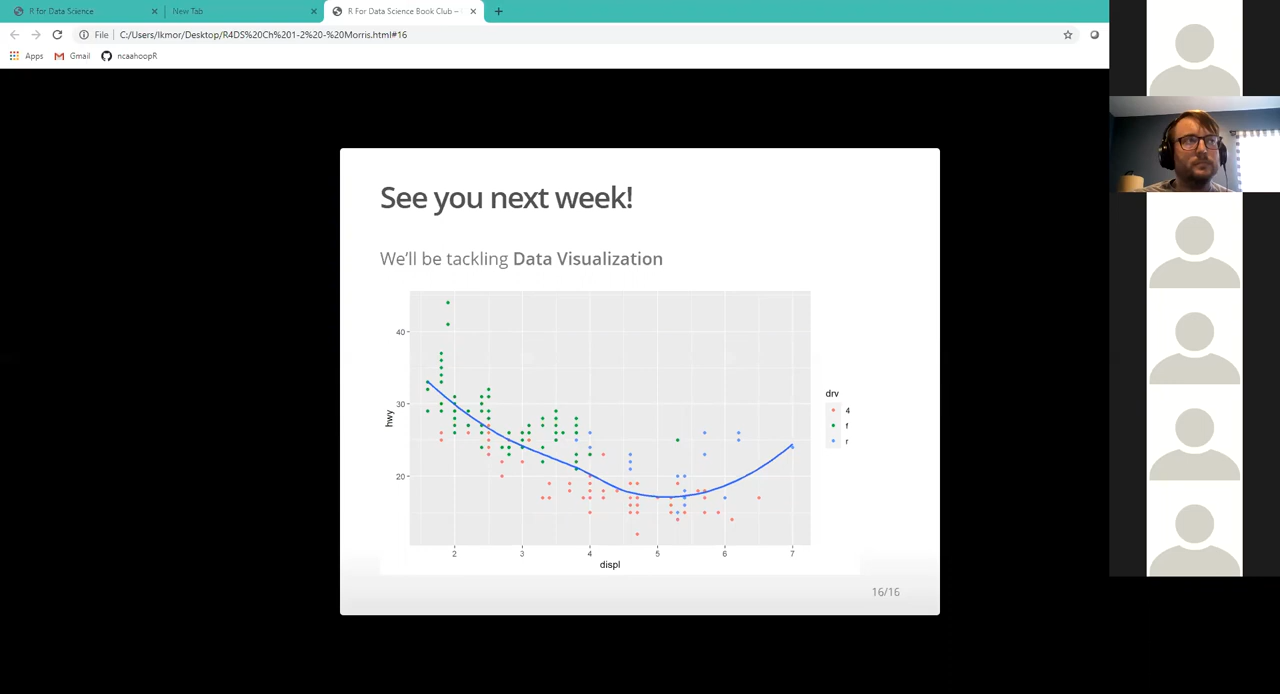 R for Data Science
New Tab
R For Data Science Book Club –
File C:/Users/lkmor/Desktop/R4DS%20Ch%201-2%20-%20Morris.html#16
Apps Gmail ncaahoopR
See you next week!
We'll be tackling Data Visualization
40
30
20
hwy
2 3 4 5 6 7
displ
drv
4
f
r
16/16